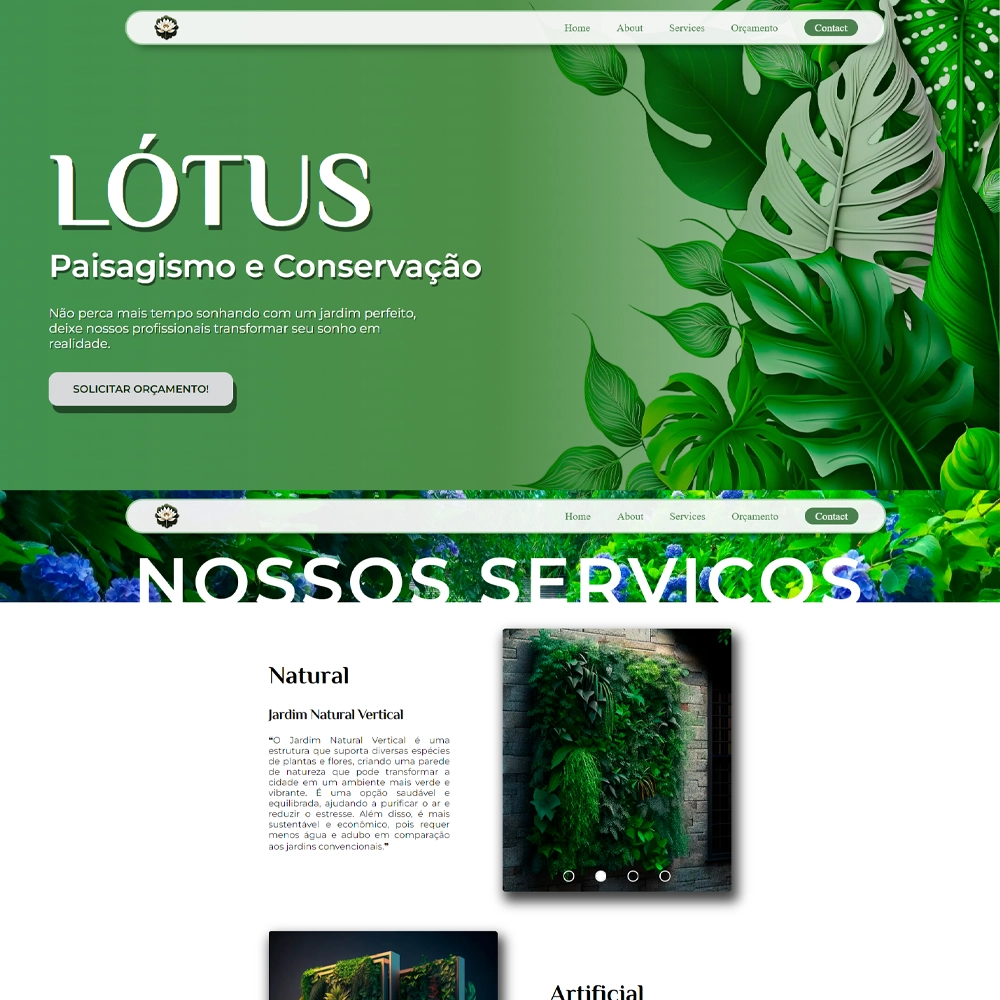 Home About Services Orçamento Contact
LÓTUS
Paisagismo e Conservação
Não perca mais tempo sonhando com um jardim perfeito,
deixe nossos profissionais transformar seu sonho em
realidade.
SOLICITAR ORÇAMENTO!
Home About Services Orçamento Contact
NOSSOS SERVIÇOS
Natural
Jardim Natural Vertical
❝O Jardim Natural Vertical é uma
estrutura que suporta diversas espécies
de plantas e flores, criando uma parede
de natureza que pode transformar a
cidade em um ambiente mais verde e
vibrante. É uma opção saudável e
equilibrada, ajudando a purificar o ar e
reduzir o estresse. Além disso, é mais
sustentável e econômico, pois requer
menos água e adubo em comparação
aos jardins convencionais.❞
Artificial